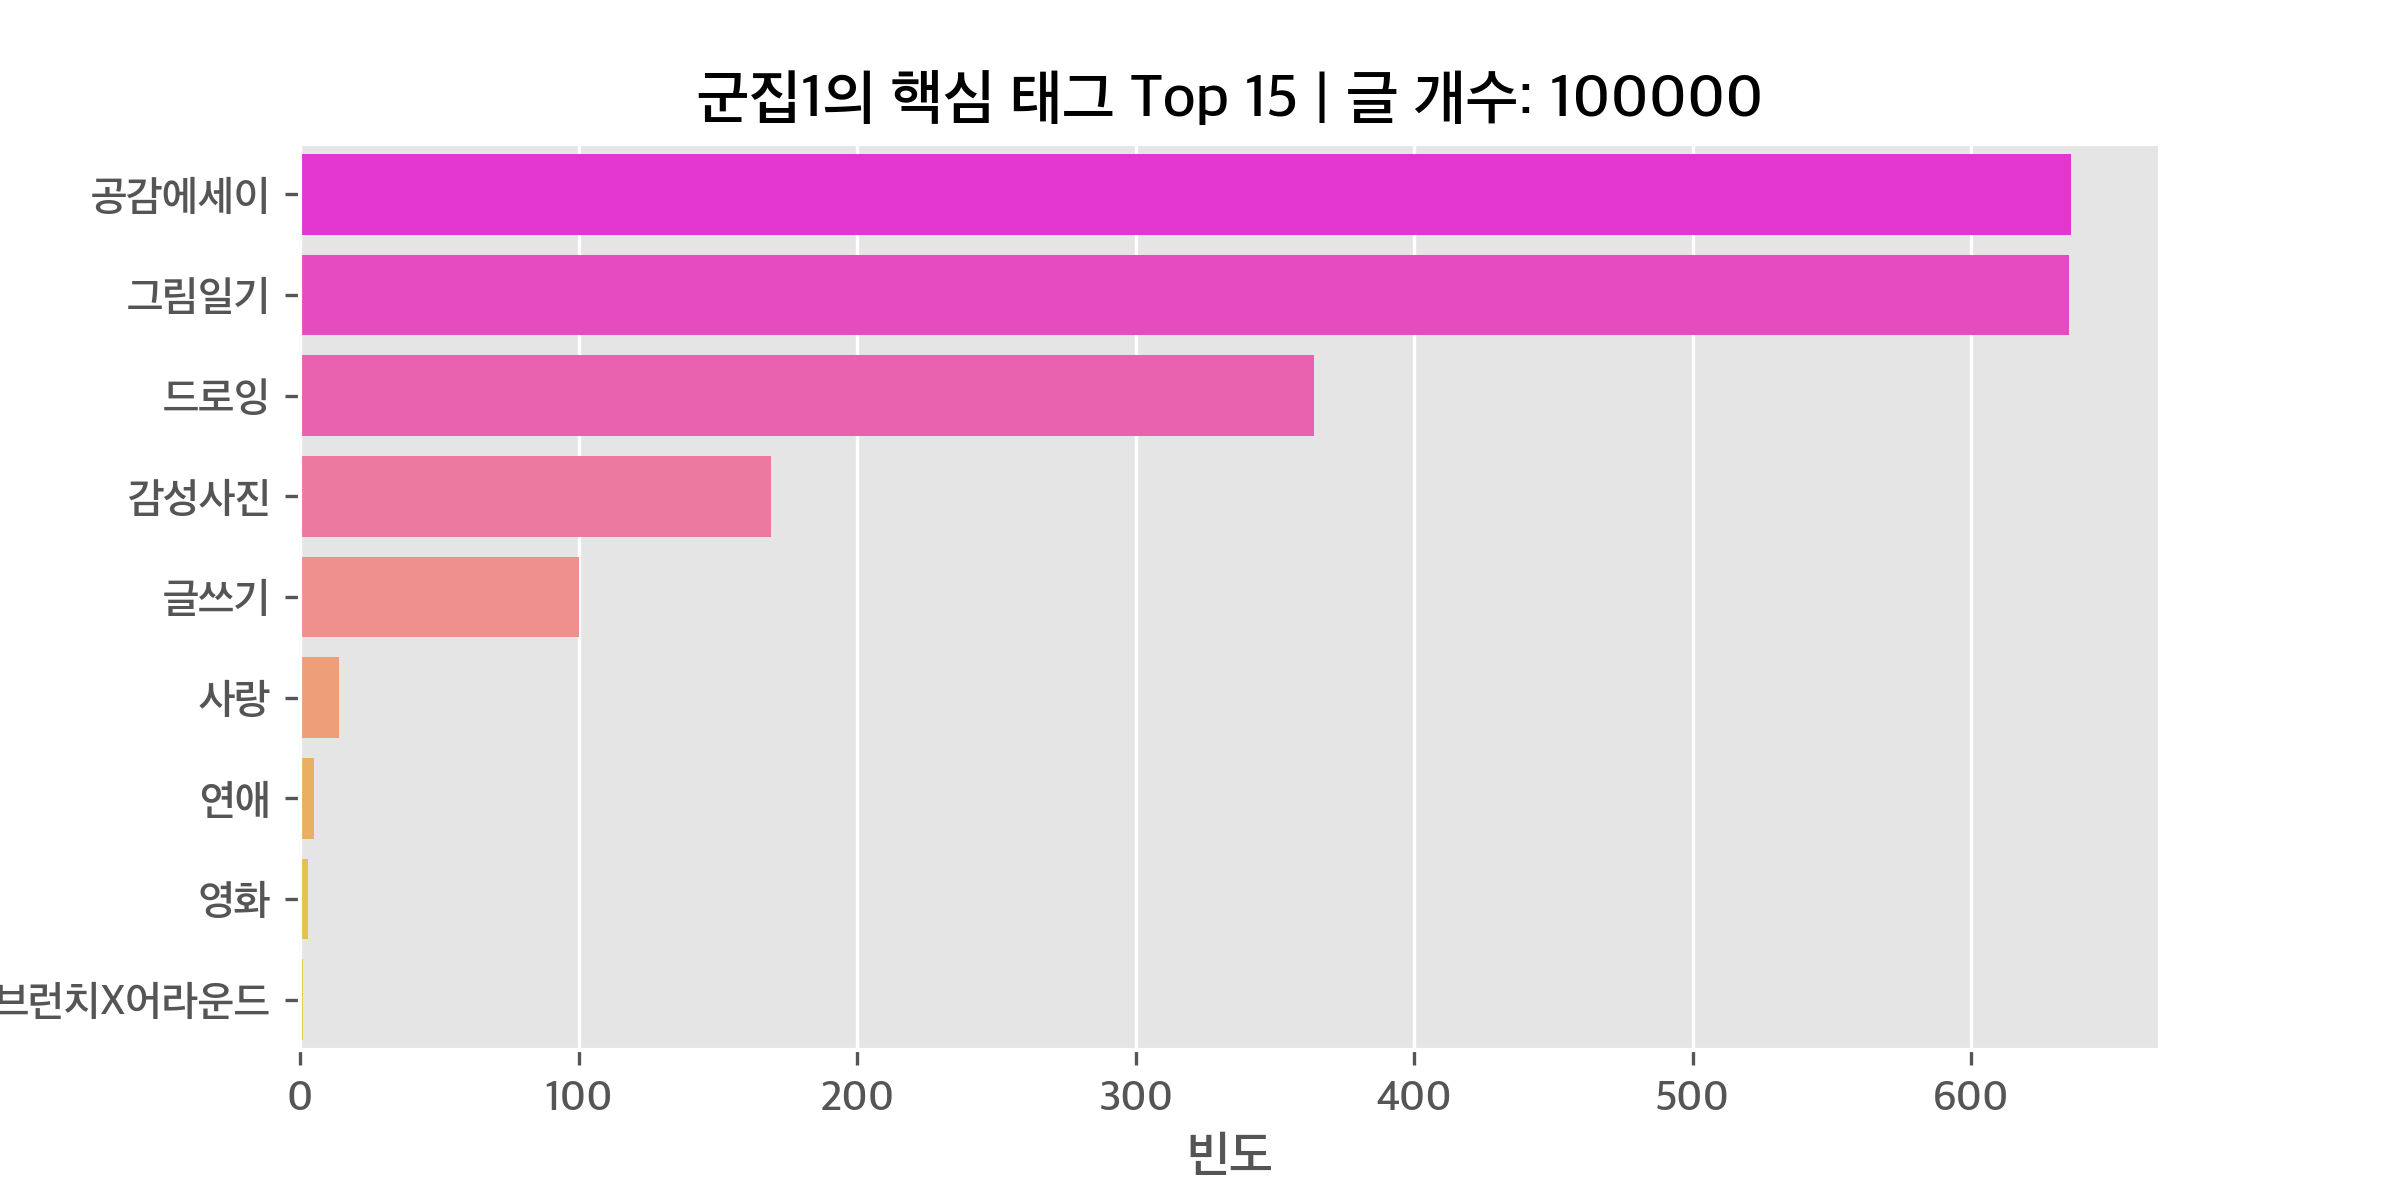 군집1의 핵심 태그 Top 15 | 글 개수: 100000
공감에세이
그림일기
드로잉
감성사진
글쓰기
사랑
연애
영화
브런치X어라운드
0 100 200 300 400 500 600
빈도